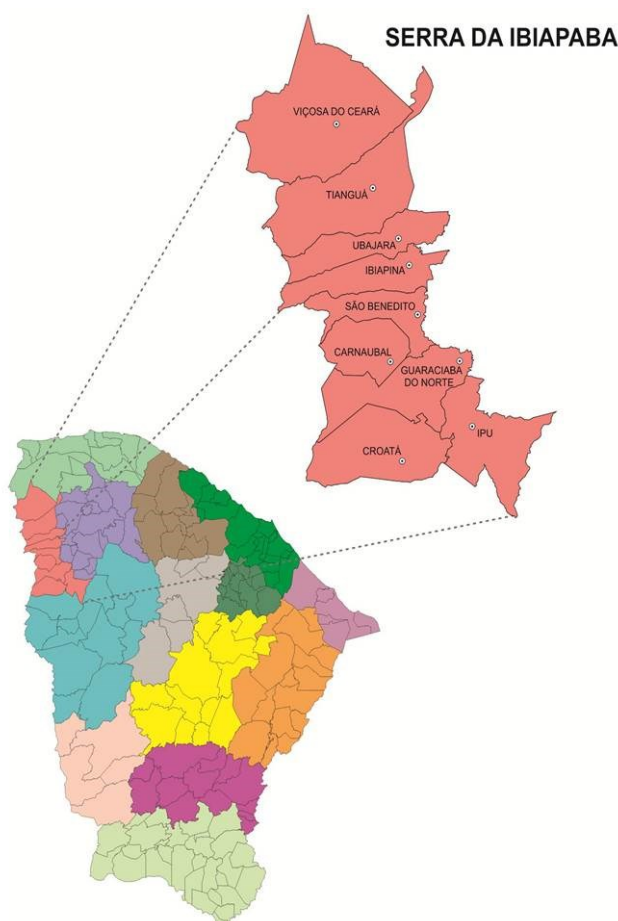 SERRA DA IBIAPABA
VIÇOSA DO CEARÁ
TIANGUÁ
UBAJARA
IBIAPINA
SÃO BENEDITO
CARNAUBAL
GUARACIABA
DO NORTE
IPU
CROATÁ